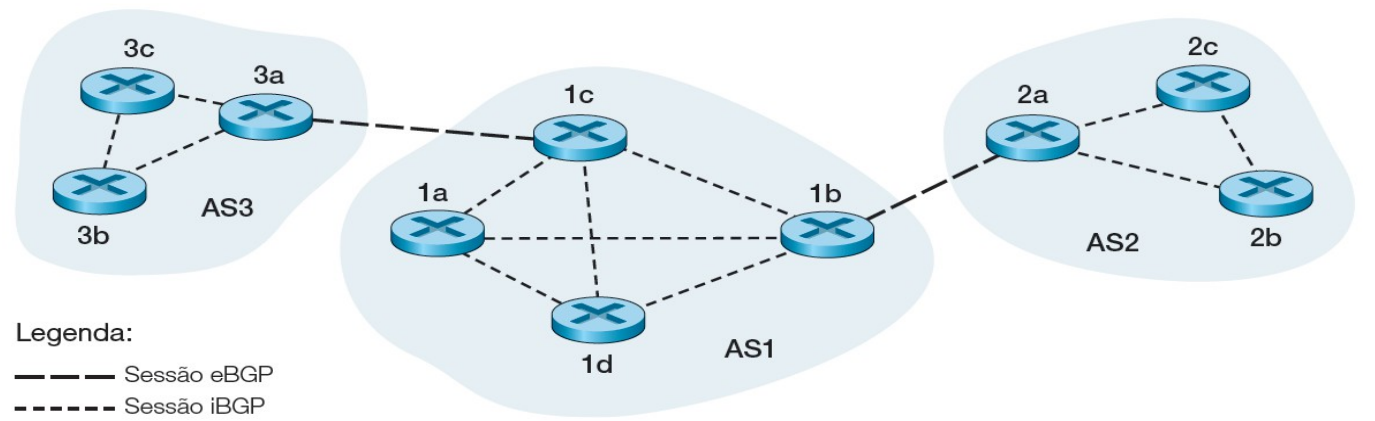 3c
3a
3b
AS3
1c
1a
1b
1d
AS1
2c
2a
2b
AS2
Legenda:
Sessão eBGP
Sessão iBGP